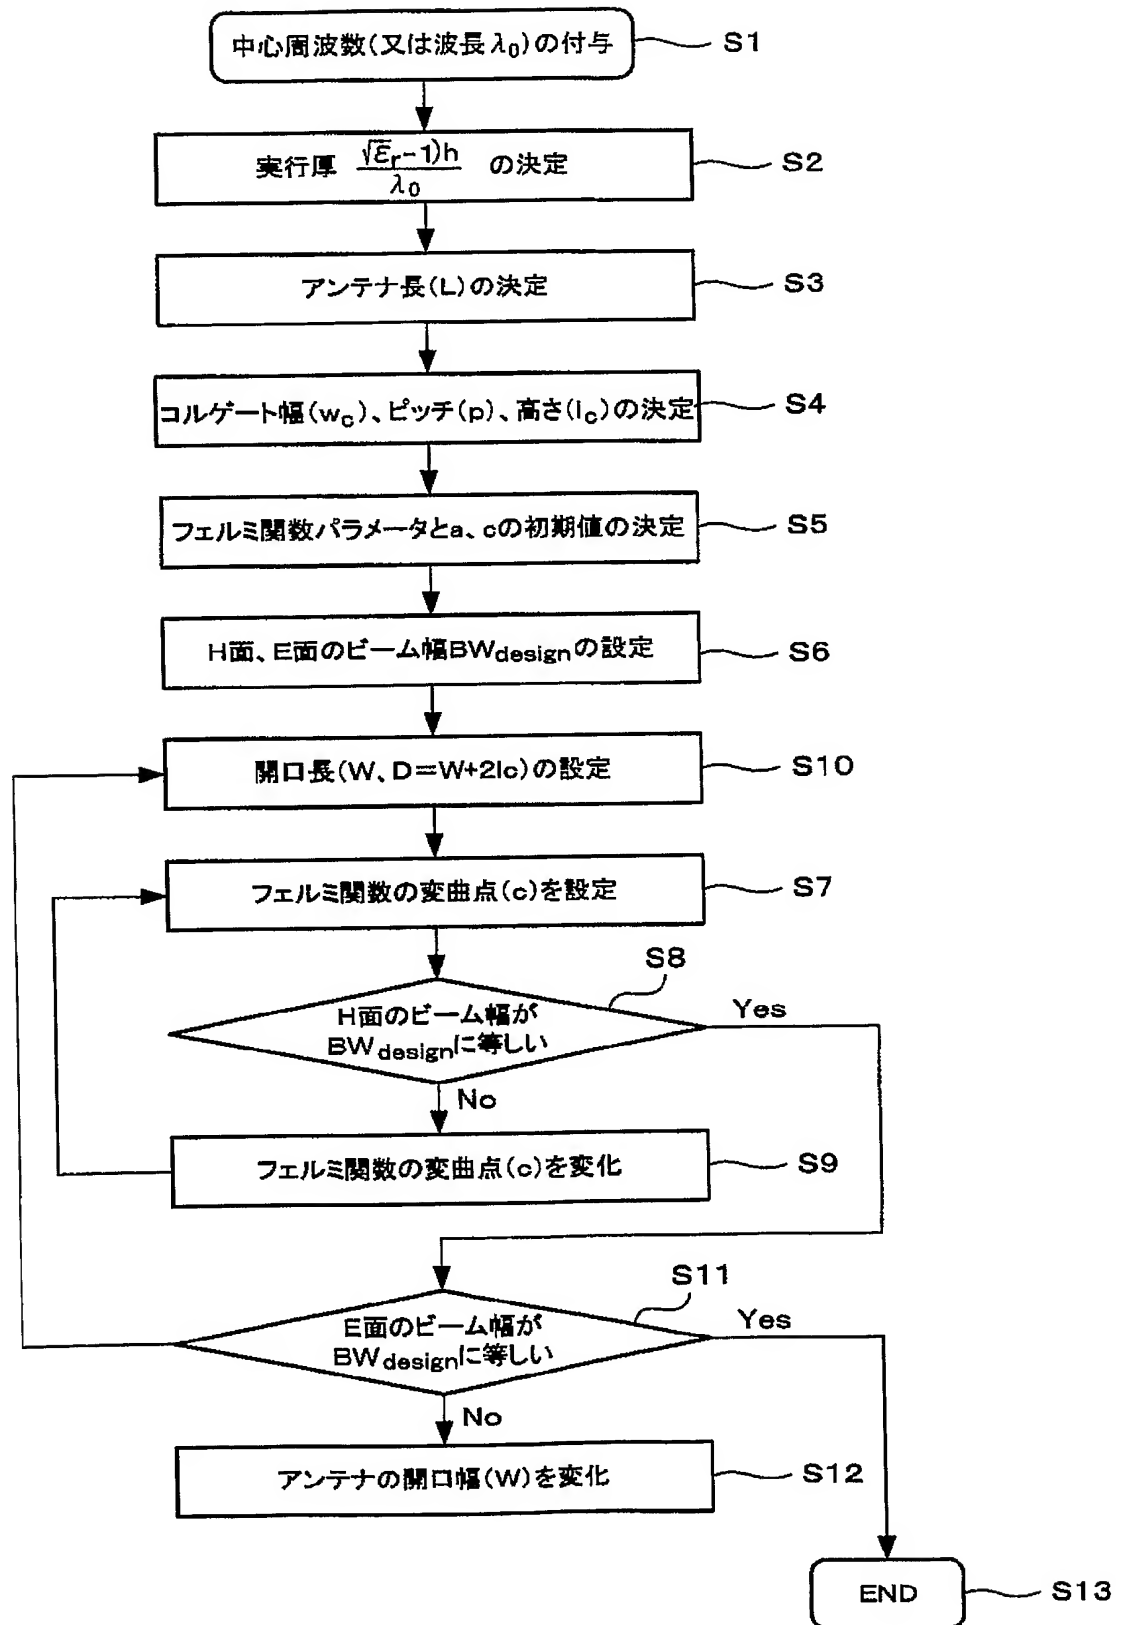 中心周波数(又は波長λ0)の付与
S1
実行厚 √εr-1)h/λ0 の決定
S2
アンテナ長(L)の決定
S3
コルゲート幅(wc)、ピッチ(p)、高さ(lc)の決定
S4
フェルミ関数パラメータとa、cの初期値の決定
S5
H面、E面のビーム幅BWdesignの設定
S6
開口長(W、D=W+2lc)の設定
S10
フェルミ関数の変曲点(c)を設定
S7
S8
H面のビーム幅が
BWdesignに等しい
Yes
No
フェルミ関数の変曲点(c)を変化
S9
S11
E面のビーム幅が
BWdesignに等しい
Yes
No
アンテナの開口幅(W)を変化
S12
END
S13